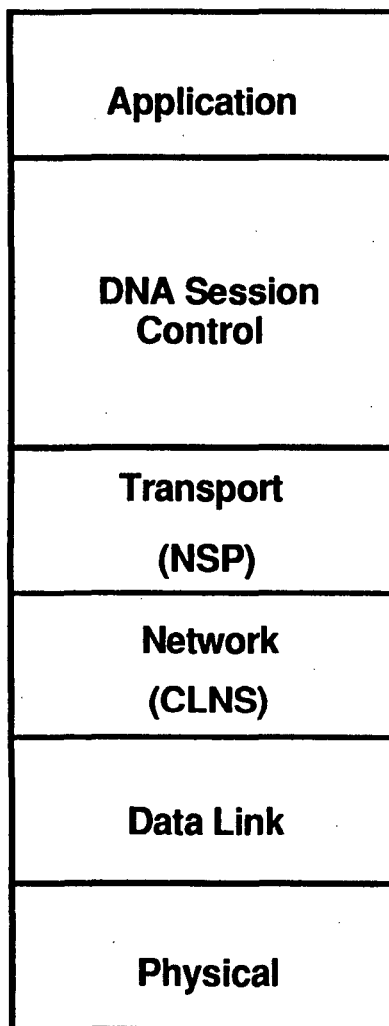 Application
DNA Session
Control
Transport
(NSP)
Network
(CLNS)
Data Link
Physical